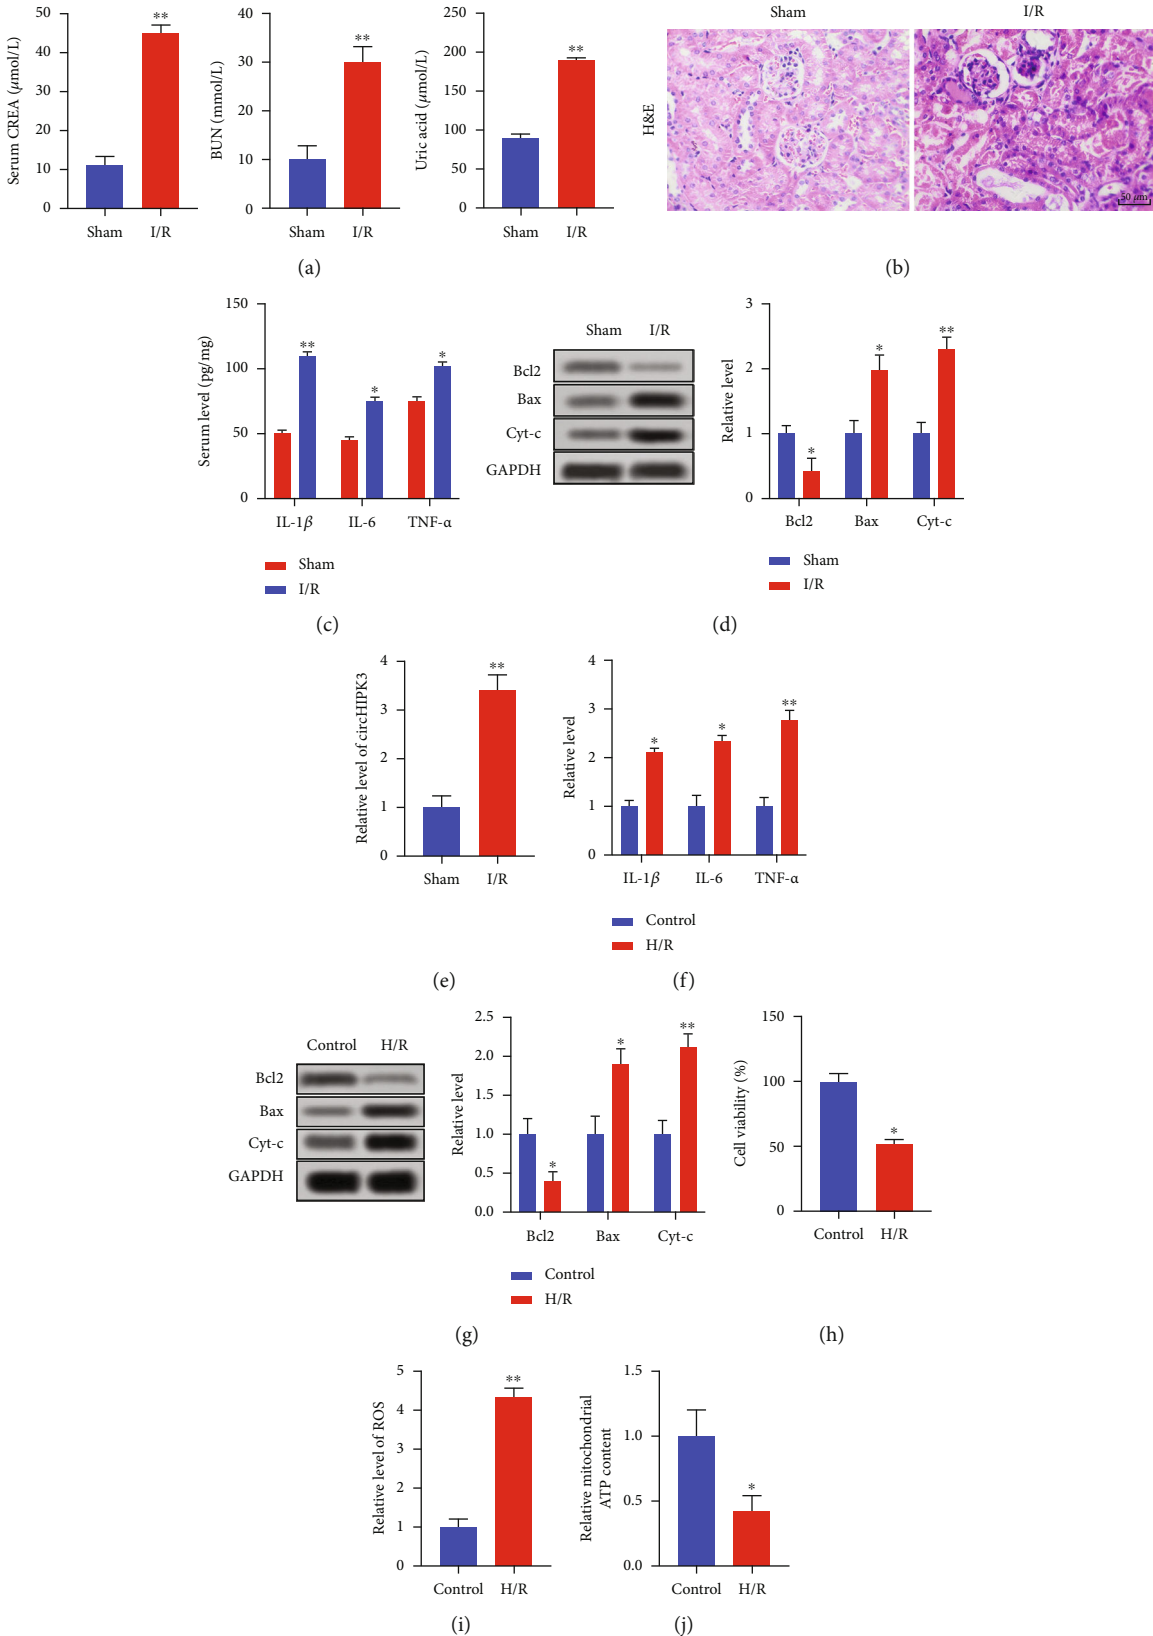 Serum CREA (μmol/L)
50
40
30
20
10
0
**
Sham
I/R
BUN (mmol/L)
40
30
20
10
0
**
Sham
I/R
Uric acid (μmol/L)
250
200
150
100
50
0
**
Sham
I/R
(a)
Sham
I/R
H&E
50 μm
(b)
Serum level (pg/mg)
150
100
50
0
**
*
*
IL-1β
IL-6
TNF-α
Sham
I/R
(c)
Sham
I/R
Bcl2
Bax
Cyt-c
GAPDH
Relative level
3
2
1
0
*
*
**
Bcl2
Bax
Cyt-c
Sham
I/R
(d)
Relative level of circHIPK3
4
3
2
1
0
**
Sham
I/R
(e)
Relative level
4
3
2
1
0
*
*
**
IL-1β
IL-6
TNF-α
Control
H/R
(f)
Control
H/R
Bcl2
Bax
Cyt-c
GAPDH
Relative level
2.5
2.0
1.5
1.0
0.5
0.0
*
*
**
Bcl2
Bax
Cyt-c
Control
H/R
(g)
Cell viability (%)
150
100
50
0
*
Control
H/R
(h)
Relative level of ROS
5
4
3
2
1
0
**
Control
H/R
(i)
Relative mitochondrial
ATP content
1.5
1.0
0.5
0.0
*
Control
H/R
(j)